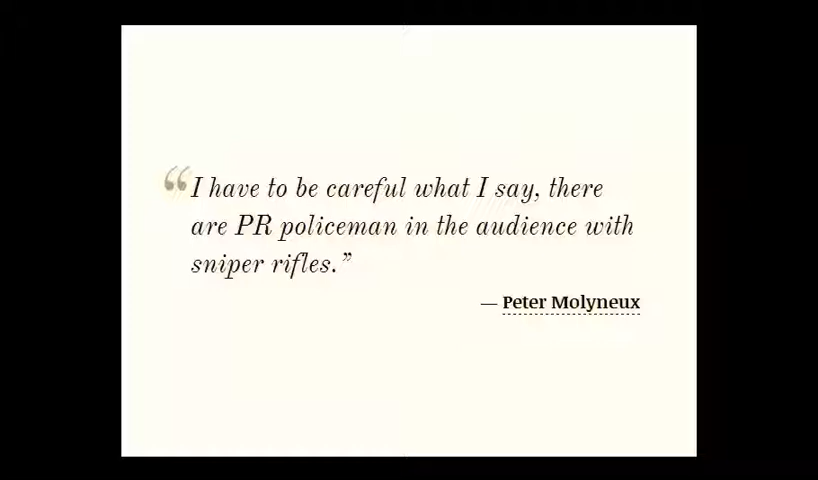 “I have to be careful what I say, there
are PR policeman in the audience with
sniper rifles.”
— Peter Molyneux